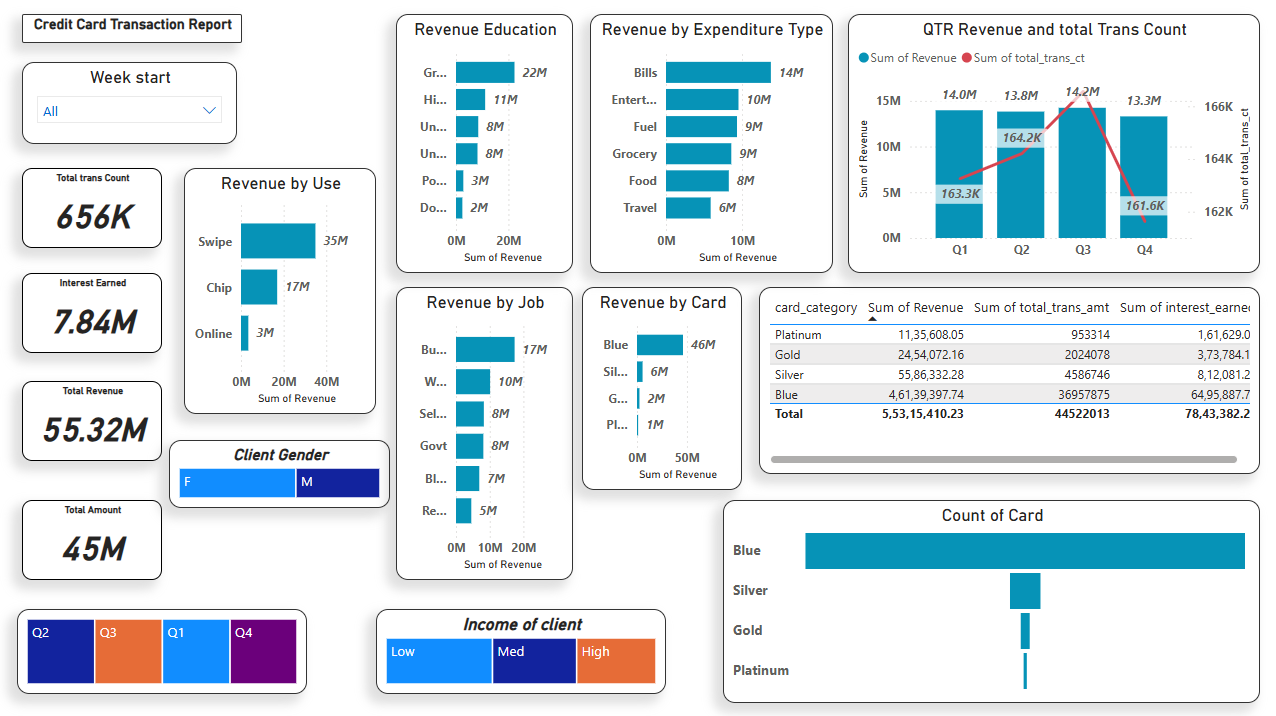 Credit Card Transaction Report
Week start
All
Total trans Count
656K
Interest Earned
7.84M
Total Revenue
55.32M
Total Amount
45M
Revenue by Use
Swipe 35M
Chip 17M
Online 3M
0M 20M 40M
Sum of Revenue
Client Gender
F M
Revenue Education
Gr... 22M
Hi... 11M
Un... 8M
Un... 8M
Po... 3M
Do... 2M
0M 20M
Sum of Revenue
Revenue by Expenditure Type
Bills 14M
Entert... 10M
Fuel 9M
Grocery 9M
Food 8M
Travel 6M
0M 10M
Sum of Revenue
QTR Revenue and total Trans Count
Sum of Revenue Sum of total_trans_ct
14.0M 13.8M 14.2M 13.3M
15M 166K
10M 164.2K 164K
5M 163.3K 161.6K 162K
0M
Q1 Q2 Q3 Q4
Sum of Revenue
Sum of total_trans_ct
Revenue by Job
Bu... 17M
W... 10M
Sel... 8M
Govt 8M
Bl... 7M
Re... 5M
0M 10M 20M
Sum of Revenue
Revenue by Card
Blue 46M
Sil... 6M
G... 2M
Pl... 1M
0M 50M
Sum of Revenue
card_category Sum of Revenue Sum of total_trans_amt Sum of interest_earne
Platinum 11,35,608.05 953314 1,61,629.0
Gold 24,54,072.16 2024078 3,73,784.1
Silver 55,86,332.28 4586746 8,12,081.2
Blue 4,61,39,397.74 36957875 64,95,887.7
Total 5,53,15,410.23 44522013 78,43,382.2
Count of Card
Blue
Silver
Gold
Platinum
Q2 Q3 Q1 Q4
Income of client
Low Med High